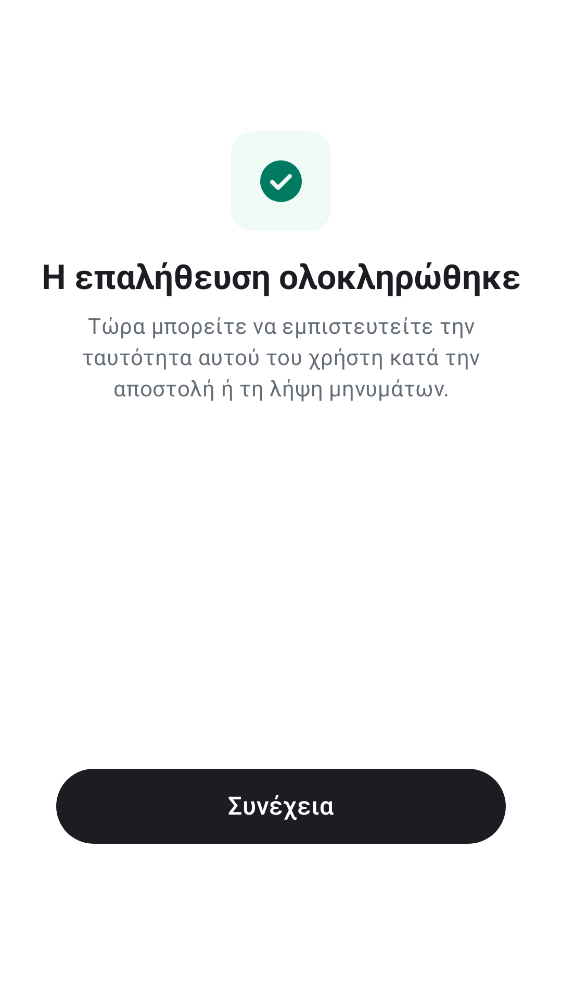 Η επαλήθευση ολοκληρώθηκε
Τώρα μπορείτε να εμπιστευτείτε την
ταυτότητα αυτού του χρήστη κατά την
αποστολή ή τη λήψη μηνυμάτων.
Συνέχεια